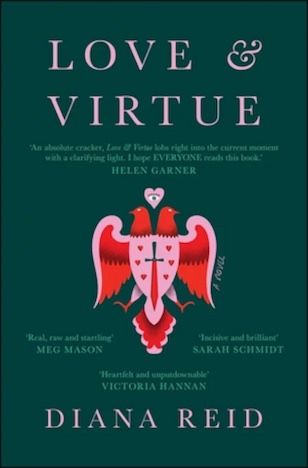 LOVE &
VIRTUE
‘An absolute cracker, Love & Virtue lobs right into the current moment
with a clarifying light. I hope EVERYONE reads this book.’
HELEN GARNER
A NOVEL
‘Real, raw and startling’
MEG MASON
‘Incisive and brilliant’
SARAH SCHMIDT
‘Heartfelt and unputdownable’
VICTORIA HANNAN
DIANA REID